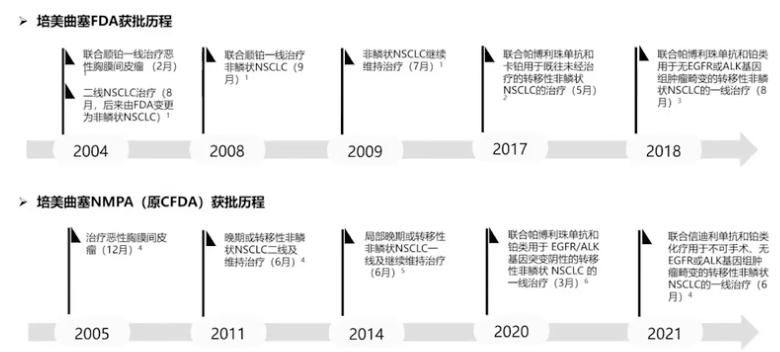 ➢ 培美曲塞FDA获批历程
联合顺铂一线治疗恶
性胸膜间皮瘤 (2月)
1
二线NSCLC治疗（8
月，后来由FDA变更
为非鳞状NSCLC）1
联合顺铂一线治疗
非鳞状NSCLC（9
月）1
非鳞状NSCLC继续
维持治疗（7月）1
联合帕博利珠单抗和
卡铂用于既往未经治
疗的转移性非鳞状
NSCLC的治疗（5月）
2
联合帕博利珠单抗和铂类
用于无EGFR或ALK基因
组肿瘤畸变的转移性非鳞
状NSCLC的一线治疗（8
月）3
2004
2008
2009
2017
2018
➢ 培美曲塞NMPA（原CFDA）获批历程
治疗恶性胸膜间皮
瘤（12月）4
晚期或转移性非鳞
状NSCLC二线及
维持治疗（6月）4
局部晚期或转移性
非鳞状NSCLC一
线及继续维持治疗
（6月）5
联合帕博利珠单抗和
铂类用于 EGFR/ALK
基因突变阴性的转移
性非鳞状 NSCLC 的
一线治疗（3月）6
联合信迪利单抗和铂类
化疗用于不可手术、无
EGFR或ALK基因组肿
瘤畸变的转移性非鳞状
NSCLC的一线治疗（6
月）4
2005
2011
2014
2020
2021